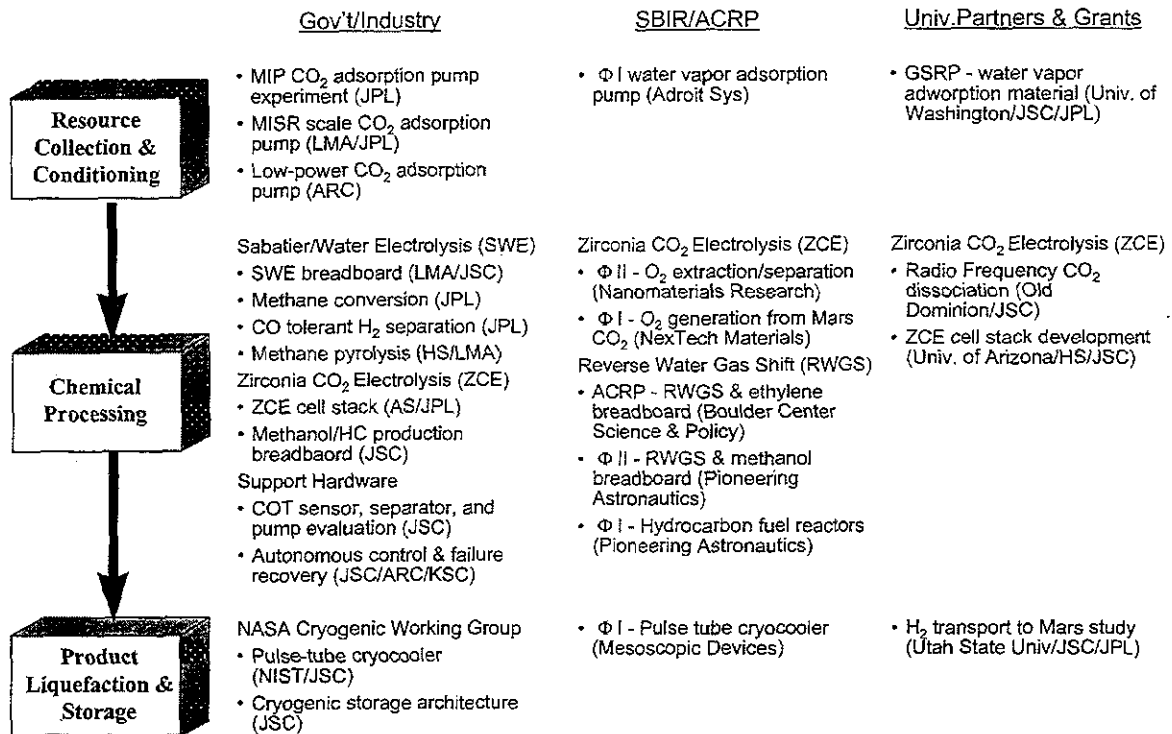 Gov't/Industry
SBIR/ACRP
Univ.Partners & Grants
Resource
Collection &
Conditioning
• MIP CO₂ adsorption pump
experiment (JPL)
• MISR scale CO₂ adsorption
pump (LMA/JPL)
• Low-power CO₂ adsorption
pump (ARC)
• Φ I water vapor adsorption
pump (Adroit Sys)
• GSRP - water vapor
adworption material (Univ. of
Washington/JSC/JPL)
Chemical
Processing
Sabatier/Water Electrolysis (SWE)
• SWE breadboard (LMA/JSC)
• Methane conversion (JPL)
• CO tolerant H₂ separation (JPL)
• Methane pyrolysis (HS/LMA)
Zirconia CO₂ Electrolysis (ZCE)
• ZCE cell stack (AS/JPL)
• Methanol/HC production
breadbaord (JSC)
Support Hardware
• COT sensor, separator, and
pump evaluation (JSC)
• Autonomous control & failure
recovery (JSC/ARC/KSC)
Zirconia CO₂ Electrolysis (ZCE)
• Φ II - O₂ extraction/separation
(Nanomaterials Research)
• Φ I - O₂ generation from Mars
CO₂ (NexTech Materials)
Reverse Water Gas Shift (RWGS)
• ACRP - RWGS & ethylene
breadboard (Boulder Center
Science & Policy)
• Φ II - RWGS & methanol
breadboard (Pioneering
Astronautics)
• Φ I - Hydrocarbon fuel reactors
(Pioneering Astronautics)
Zirconia CO₂ Electrolysis (ZCE)
• Radio Frequency CO₂
dissociation (Old
Dominion/JSC)
• ZCE cell stack development
(Univ. of Arizona/HS/JSC)
Product
Liquefaction &
Storage
NASA Cryogenic Working Group
• Pulse-tube cryocooler
(NIST/JSC)
• Cryogenic storage architecture
(JSC)
• Φ I - Pulse tube cryocooler
(Mesoscopic Devices)
• H₂ transport to Mars study
(Utah State Univ/JSC/JPL)